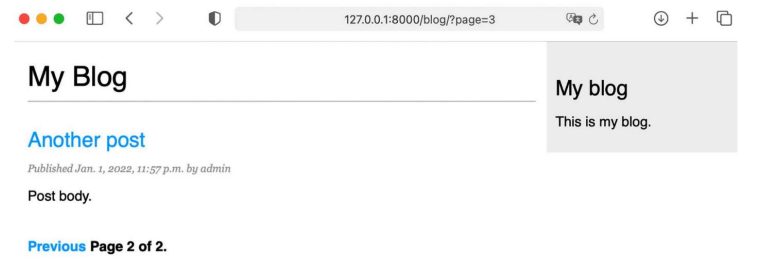 127.0.0.1:8000/blog/?page=3
My Blog
Another post
Published Jan. 1, 2022, 11:57 p.m. by admin
Post body.
Previous Page 2 of 2.
My blog
This is my blog.